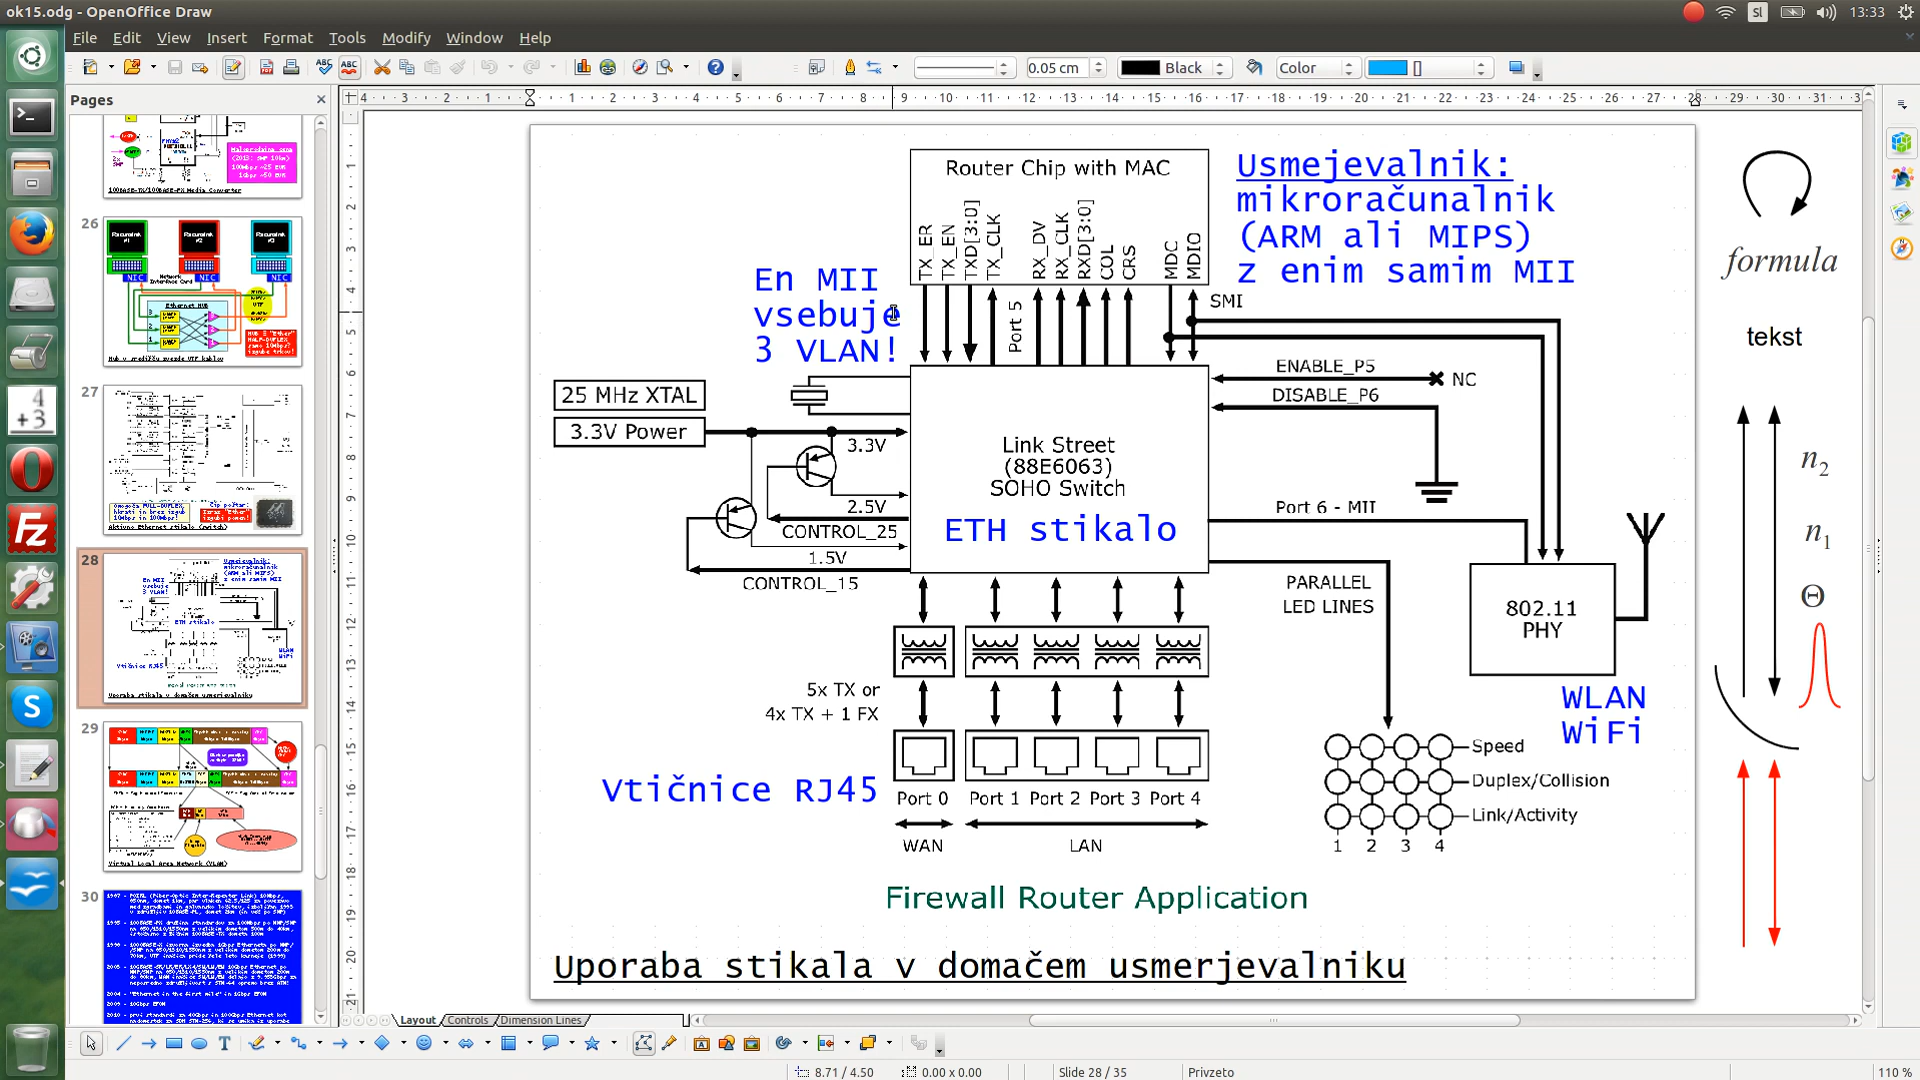 ok15.odg - OpenOffice Draw
Sl
13:33
File Edit View Insert Format Tools Modify Window Help
0.05 cm
Black
Color
Pages
26
27
28
29
30
Router Chip with MAC
TX_ER
TX_EN
TXD[3:0]
TX_CLK
RX_DV
RX_CLK
RXD[3:0]
COL
CRS
MDC
MDIO
Usmejevalnik:
mikroračunalnik
(ARM ali MIPS)
z enim samim MII
En MII
vsebuje
3 VLAN!
Port 5
SMI
25 MHz XTAL
3.3V Power
3.3V
2.5V
CONTROL_25
1.5V
CONTROL_15
ENABLE_P5
NC
DISABLE_P6
Link Street
(88E6063)
SOHO Switch
ETH stikalo
Port 6 - MII
PARALLEL
LED LINES
802.11
PHY
WLAN
WiFi
5x TX or
4x TX + 1 FX
Vtičnice RJ45
Port 0 Port 1 Port 2 Port 3 Port 4
WAN
LAN
Speed
Duplex/Collision
Link/Activity
1 2 3 4
Firewall Router Application
Uporaba stikala v domačem usmerjevalniku
formula
tekst
n2
n1
Θ
Layout Controls Dimension Lines
8.71 / 4.50
0.00 x 0.00
Slide 28 / 35
Privzeto
110 %